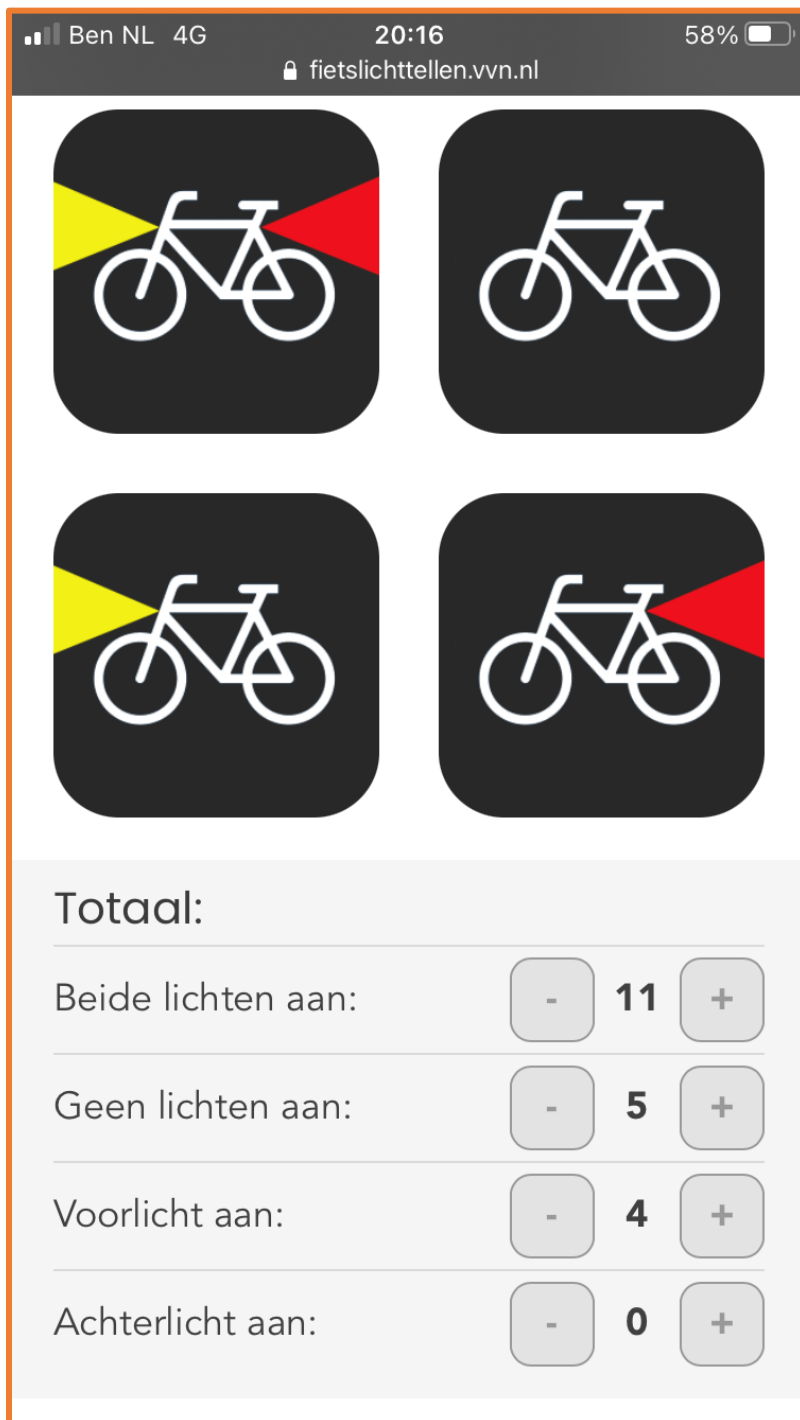 Ben NL 4G 20:16 58%
fietslichttellen.vvn.nl
Totaal:
Beide lichten aan: - 11 +
Geen lichten aan: - 5 +
Voorlicht aan: - 4 +
Achterlicht aan: - 0 +